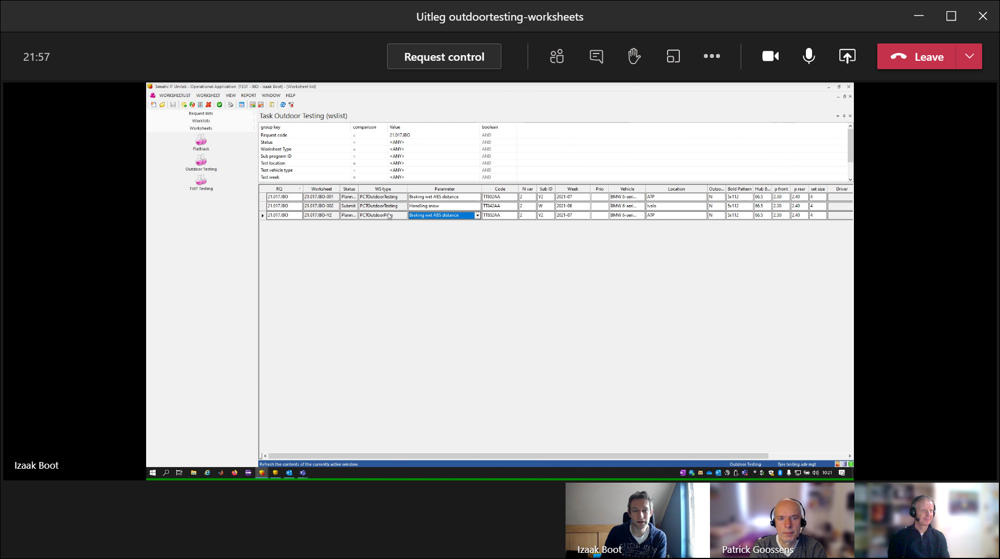 Uitleg outdoortesting-worksheets
21:57
Request control
Leave
Simatic IT Unilab - Operational Application [TEST - IBO - Izaak Boot] - [Worksheet list]
WORKSHEETLIST WORKSHEET VIEW REPORT WINDOW HELP
Request lists
Worklists
Worksheets
Flattrack
Outdoor Testing
TWT Testing
Task Outdoor Testing (wslist)
group key comparison Value boolean
Request code = 21.017.IBO AND
Status = <ANY> AND
Worksheet Type = <ANY> AND
Sub program ID = <ANY> AND
Test location = <ANY> AND
Test vehicle type = <ANY> AND
Test week = <ANY> AND
RQ Worksheet Status WS type Parameter Code N var Sub ID Week Prio Vehicle Location Outso... Bold Pattern Hub B... p front p rear set size Driver
21.017.IBO 21.017.IBO-001 Plann... PCTOutdoorTesting Braking wet ABS distance TT802AA 2 Y2 2021-07 BMW 6-seri... ATP N 5x112 66.5 2.30 2.40 4
21.017.IBO 21.017.IBO-002 Submit PCTOutdoorTesting Handling snow TT842AA 2 W 2021-06 BMW 6-seri... Ivalo N 5x112 66.5 2.30 2.40 4
21.017.IBO 21.017.IBO-Y2 Plann... Braking wet ABS distance TT802AA 2 Y2 2021-07 BMW 6-seri... ATP N 5x112 66.5 2.30 2.40 4
Refresh the contents of the currently active window Outdoor Testing Tyre testing adv mgt
10:21
Izaak Boot
Izaak Boot
Patrick Goossens